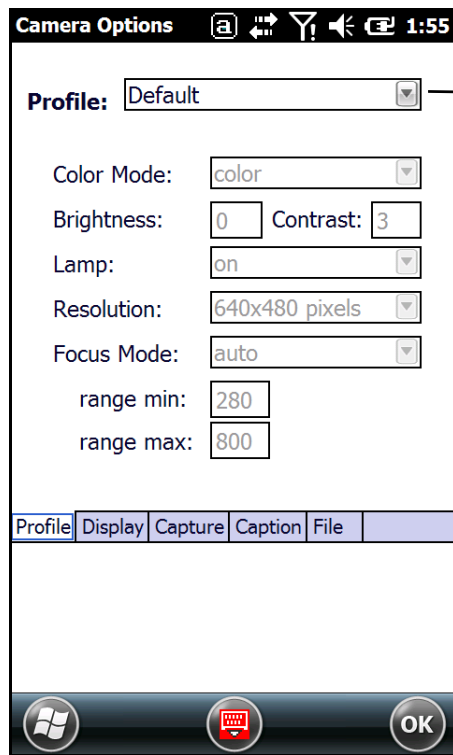 Camera Options a 1:55
Profile: Default
Color Mode: color
Brightness: 0 Contrast: 3
Lamp: on
Resolution: 640x480 pixels
Focus Mode: auto
range min: 280
range max: 800
Profile Display Capture Caption File
OK